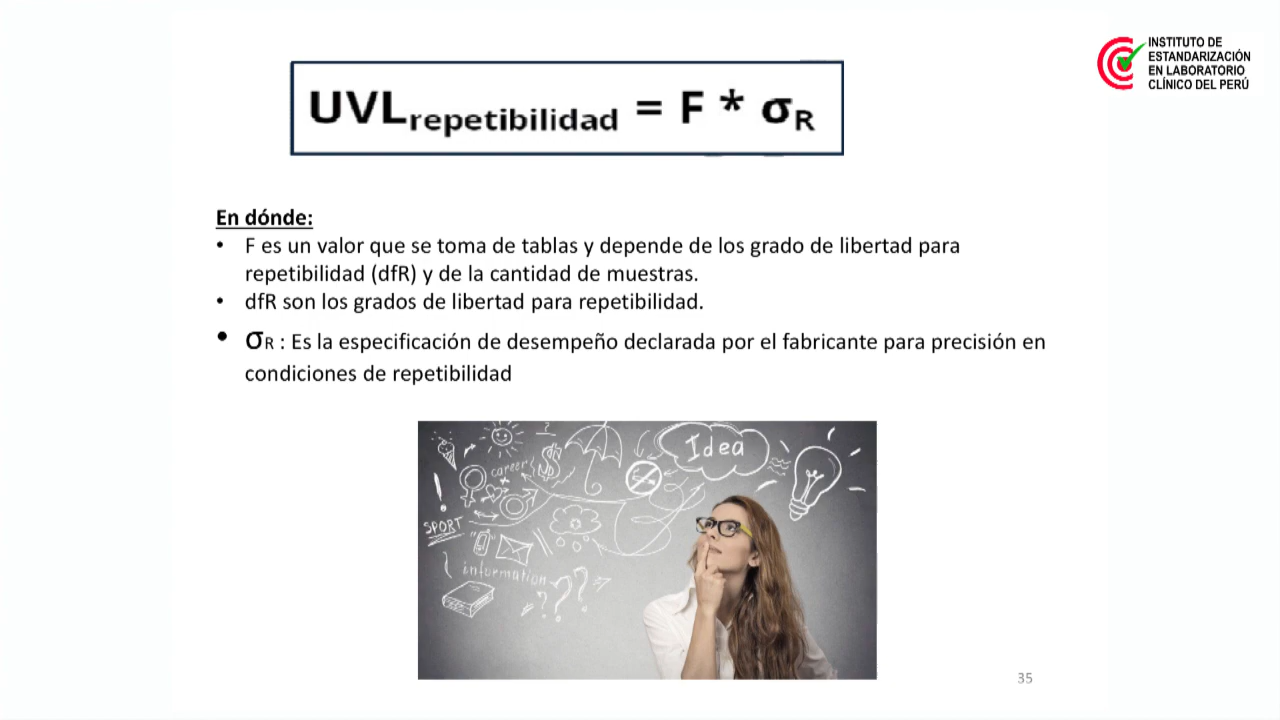 INSTITUTO DE
ESTANDARIZACIÓN
EN LABORATORIO
CLÍNICO DEL PERÚ
UVLrepetibilidad = F * σR
En dónde:
• F es un valor que se toma de tablas y depende de los grado de libertad para
repetibilidad (dfR) y de la cantidad de muestras.
• dfR son los grados de libertad para repetibilidad.
• σR : Es la especificación de desempeño declarada por el fabricante para precisión en
condiciones de repetibilidad
Idea
career
$
!
SPORT
information
???
35